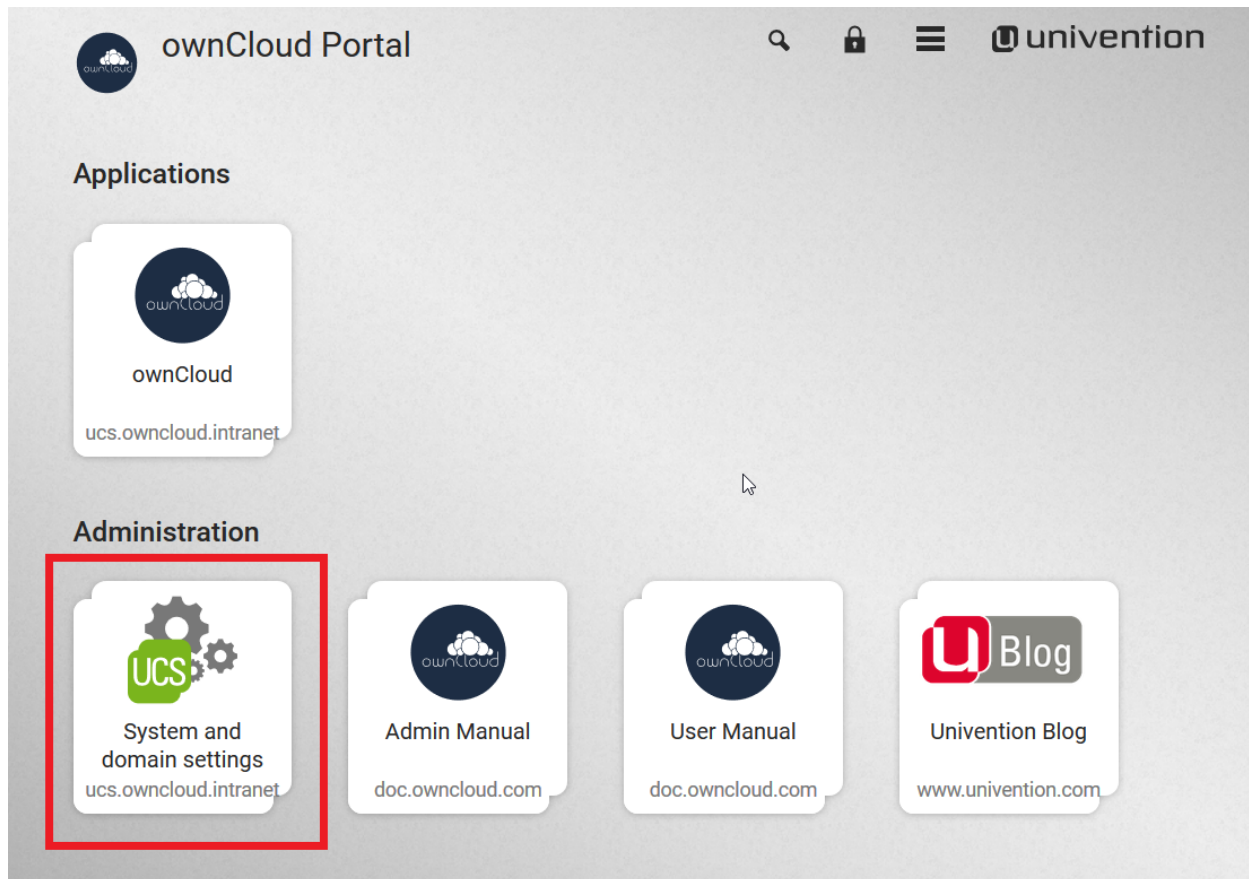 ownCloud
ownCloud Portal
univention
Applications
ownCloud
ownCloud
ucs.owncloud.intranet
Administration
UCS
System and
domain settings
ucs.owncloud.intranet
ownCloud
Admin Manual
doc.owncloud.com
ownCloud
User Manual
doc.owncloud.com
u Blog
Univention Blog
www.univention.com